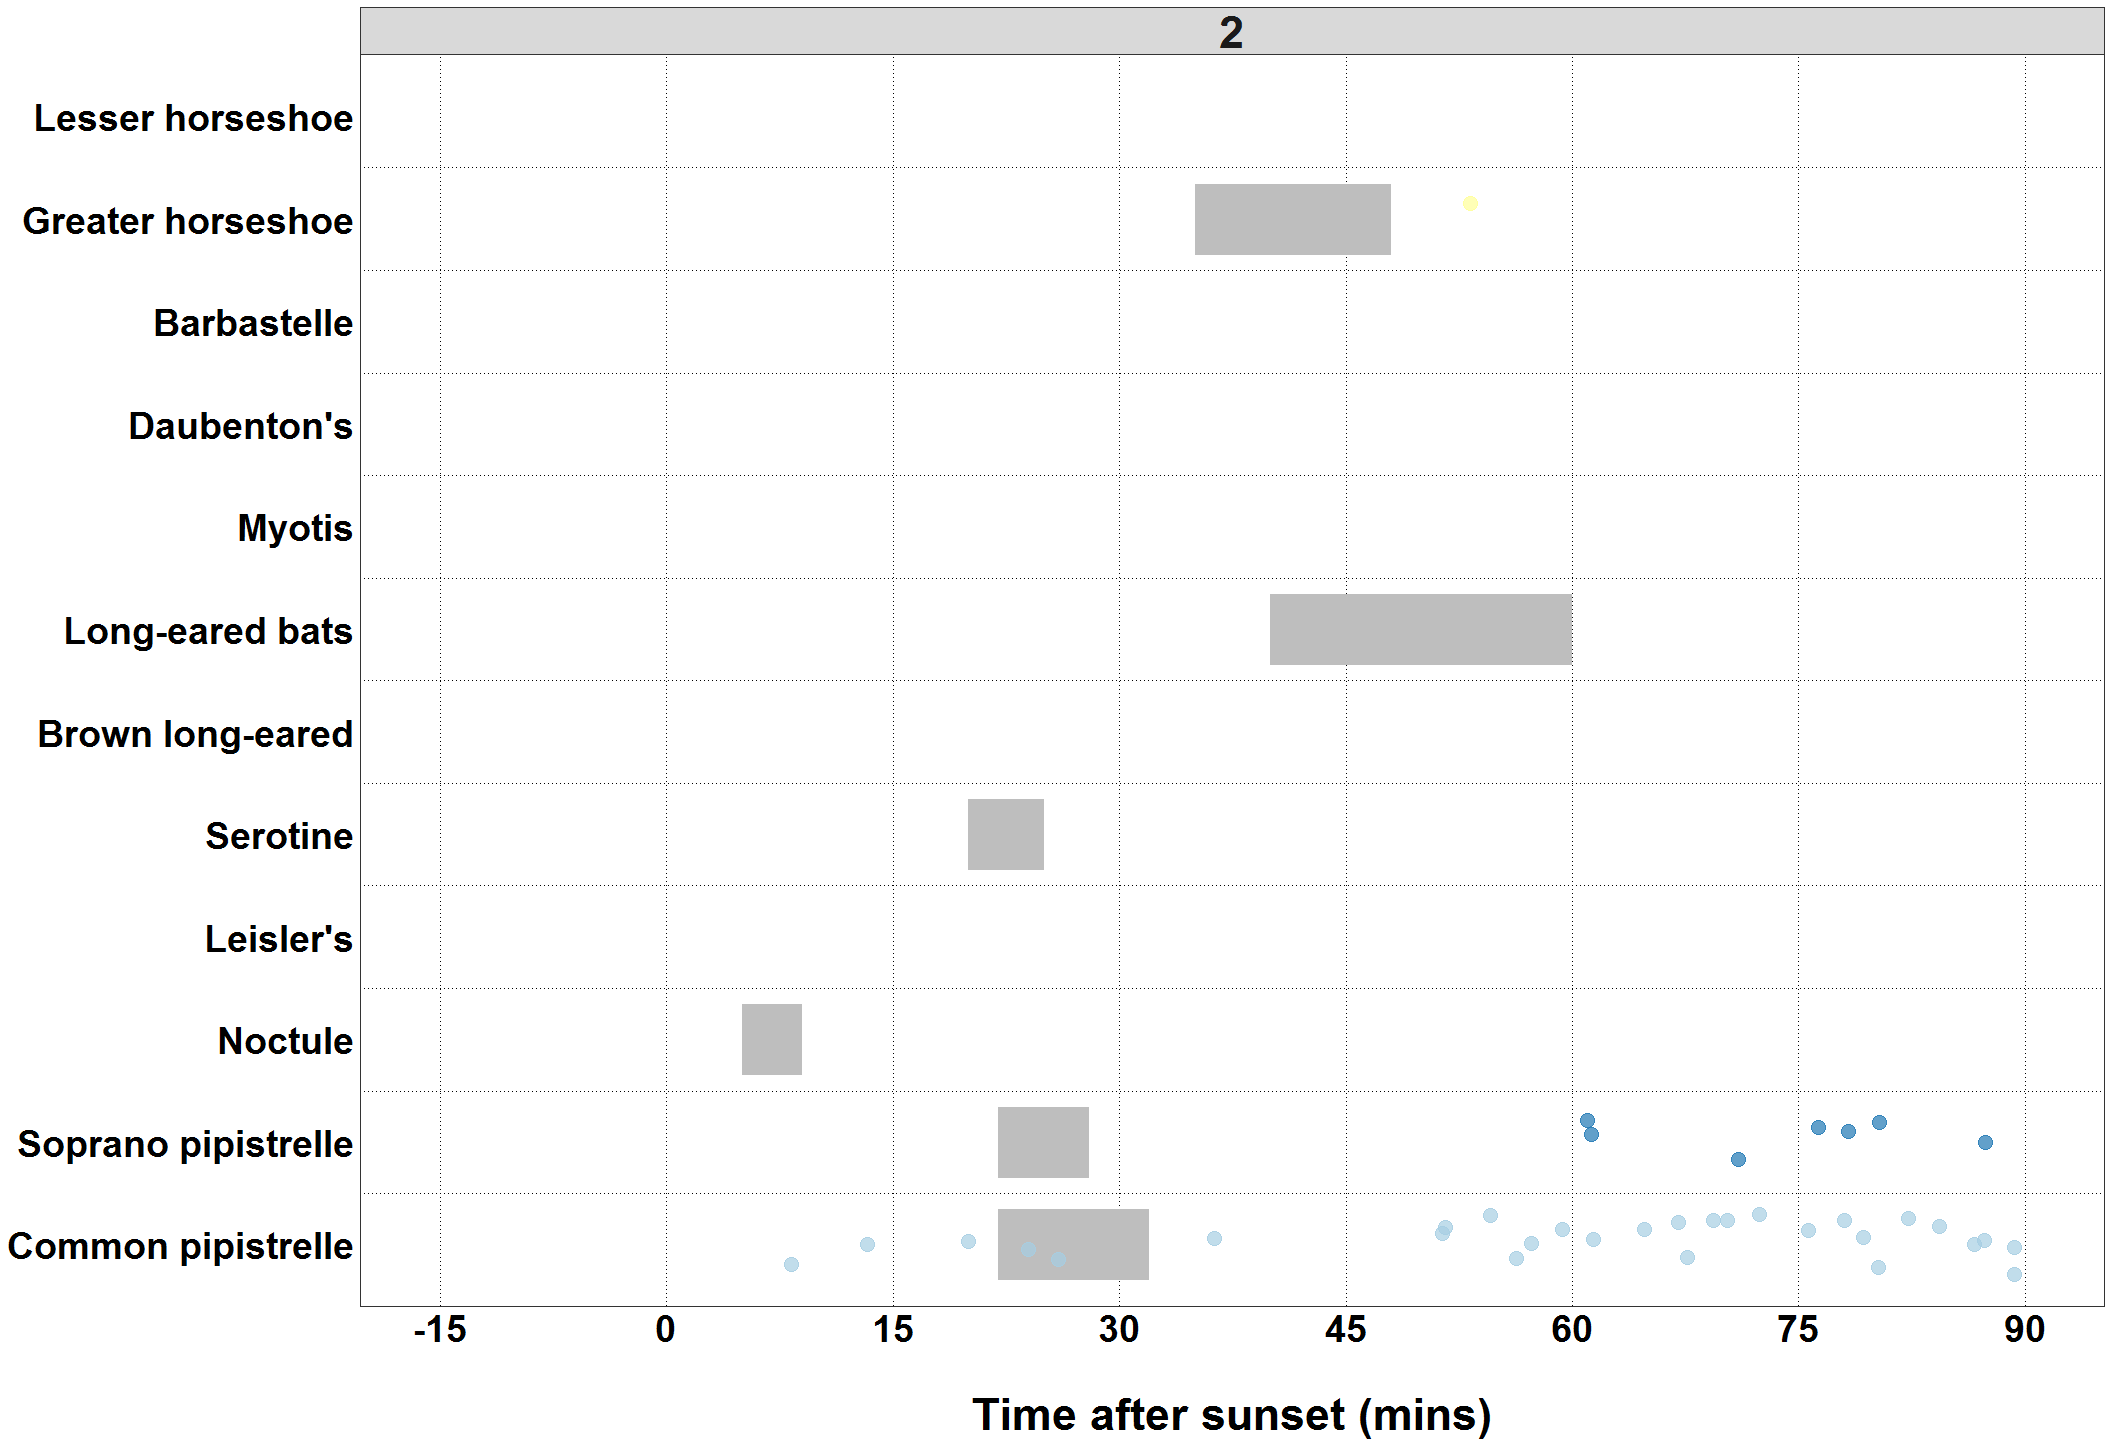 2
Lesser horseshoe
Greater horseshoe
Barbastelle
Daubenton's
Myotis
Long-eared bats
Brown long-eared
Serotine
Leisler's
Noctule
Soprano pipistrelle
Common pipistrelle
-15 0 15 30 45 60 75 90
Time after sunset (mins)